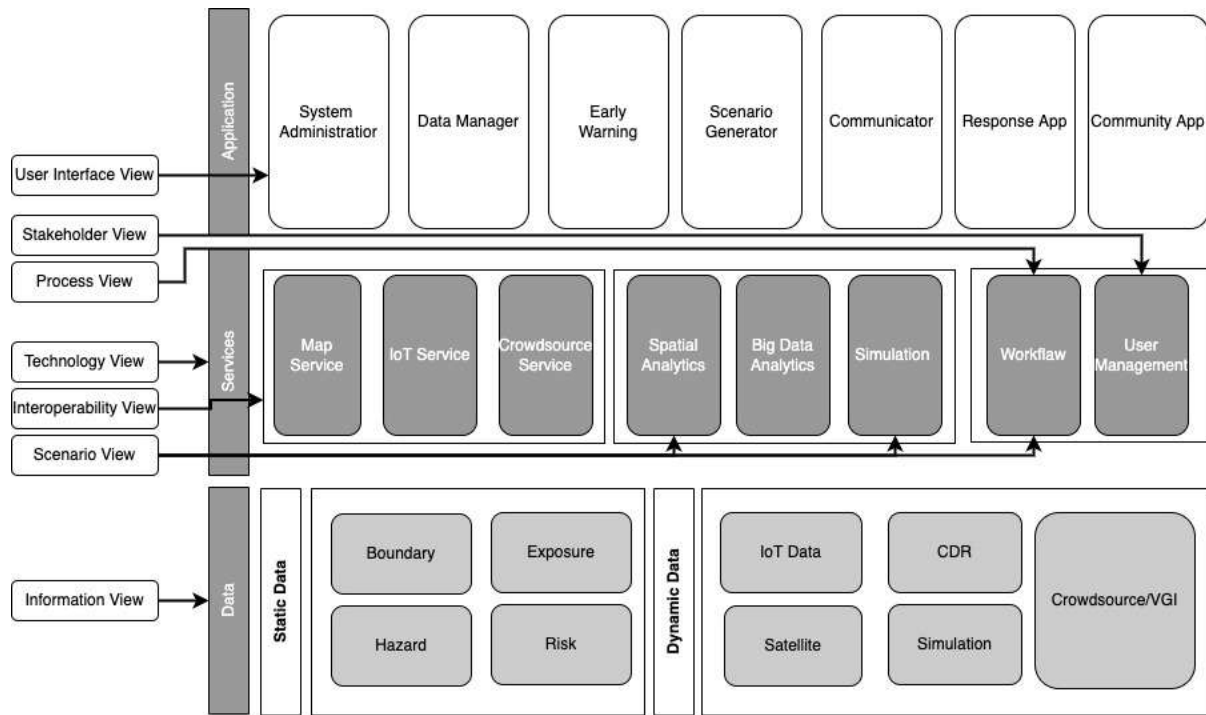 Application
System
Administratior
Data Manager
Early
Warning
Scenario
Generator
Communicator
Response App
Community App
User Interface View
Stakeholder View
Process View
Technology View
Interoperability View
Scenario View
Services
Map
Service
IoT Service
Crowdsource
Service
Spatial
Analytics
Big Data
Analytics
Simulation
Workflaw
User
Management
Information View
Data
Static Data
Boundary
Exposure
Hazard
Risk
Dynamic Data
IoT Data
CDR
Satellite
Simulation
Crowdsource/VGI